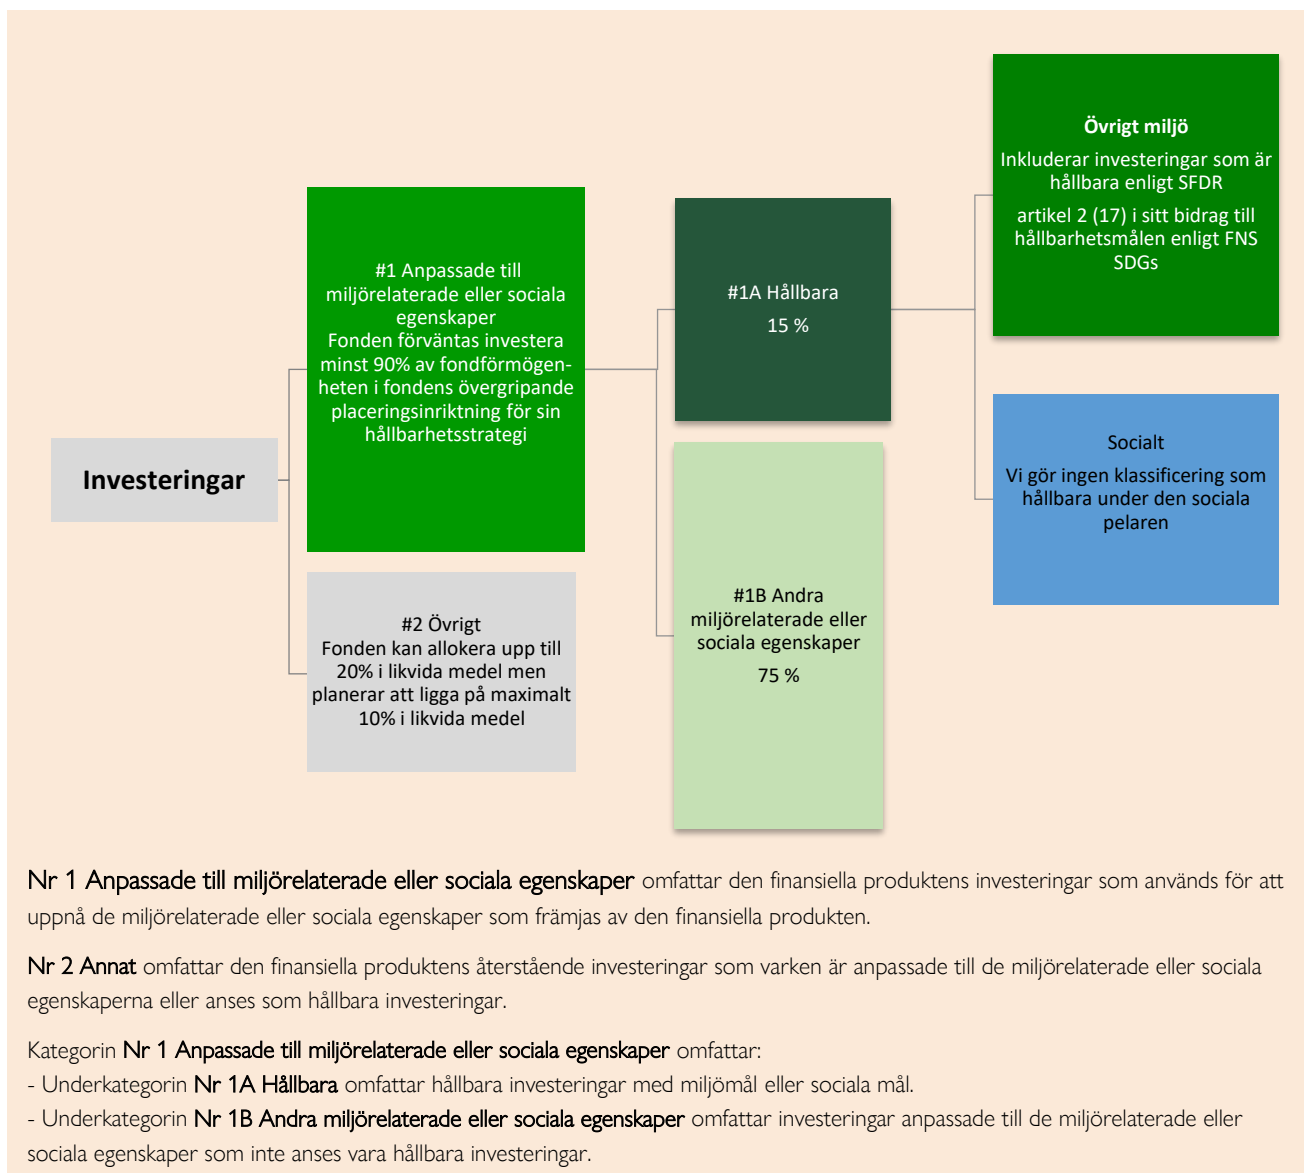 Investeringar
#1 Anpassade till
miljörelaterade eller sociala
egenskaper
Fonden förväntas investera
minst 90% av fondförmögen-
heten i fondens övergripande
placeringsinriktning för sin
hållbarhetsstrategi
#2 Övrigt
Fonden kan allokera upp till
20% i likvida medel men
planerar att ligga på maximalt
10% i likvida medel
#1A Hållbara
15 %
#1B Andra
miljörelaterade eller
sociala egenskaper
75 %
Övrigt miljö
Inkluderar investeringar som är
hållbara enligt SFDR
artikel 2 (17) i sitt bidrag till
hållbarhetsmålen enligt FNS
SDGs
Socialt
Vi gör ingen klassificering som
hållbara under den sociala
pelaren
Nr 1 Anpassade till miljörelaterade eller sociala egenskaper omfattar den finansiella produktens investeringar som används för att
uppnå de miljörelaterade eller sociala egenskaper som främjas av den finansiella produkten.
Nr 2 Annat omfattar den finansiella produktens återstående investeringar som varken är anpassade till de miljörelaterade eller sociala
egenskaperna eller anses som hållbara investeringar.
Kategorin Nr 1 Anpassade till miljörelaterade eller sociala egenskaper omfattar:
- Underkategorin Nr 1A Hållbara omfattar hållbara investeringar med miljömål eller sociala mål.
- Underkategorin Nr 1B Andra miljörelaterade eller sociala egenskaper omfattar investeringar anpassade till de miljörelaterade eller
sociala egenskaper som inte anses vara hållbara investeringar.